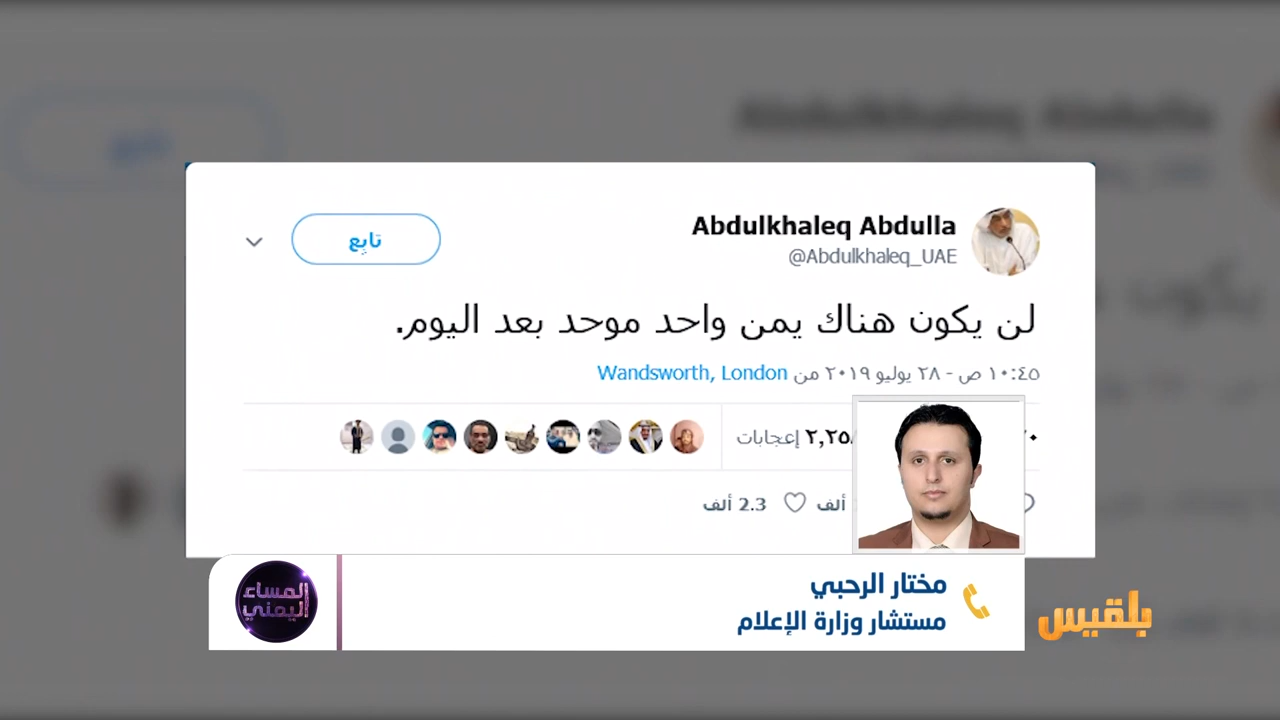 Abdulkhaleq Abdulla
@Abdulkhaleq_UAE
تابِع
لن يكون هناك يمن واحد موحد بعد اليوم.
١٠:٤٥ ص - ٢٨ يوليو ٢٠١٩ من Wandsworth, London
إعجابات
ألف
2.3 ألف
مختار الرحبي
مستشار وزارة الإعلام
المساء
اليمني
بلقيس